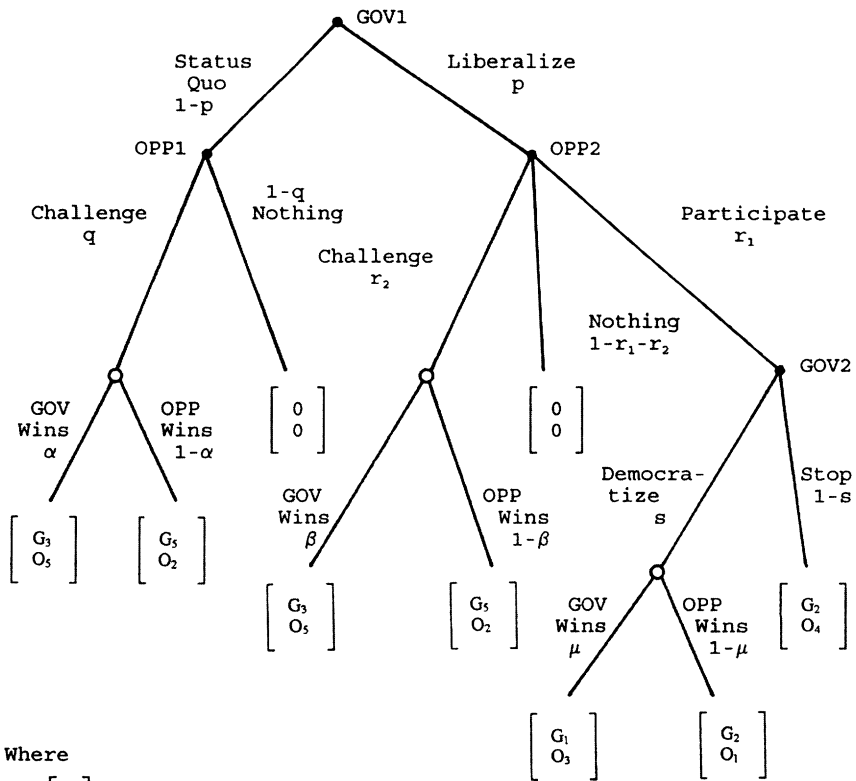 GOV1
Status
Quo
1-p
Liberalize
p
OPP1
OPP2
Challenge
q
1-q
Nothing
Challenge
r₂
Participate
r₁
Nothing
1-r₁-r₂
GOV2
GOV
Wins
α
OPP
Wins
1-α
0
0
0
0
GOV
Wins
β
OPP
Wins
1-β
Democra-
tize
s
Stop
1-s
G₃
O₅
G₅
O₂
G₃
O₅
G₅
O₂
GOV
Wins
μ
OPP
Wins
1-μ
G₂
O₄
G₁
O₃
G₂
O₁
Where